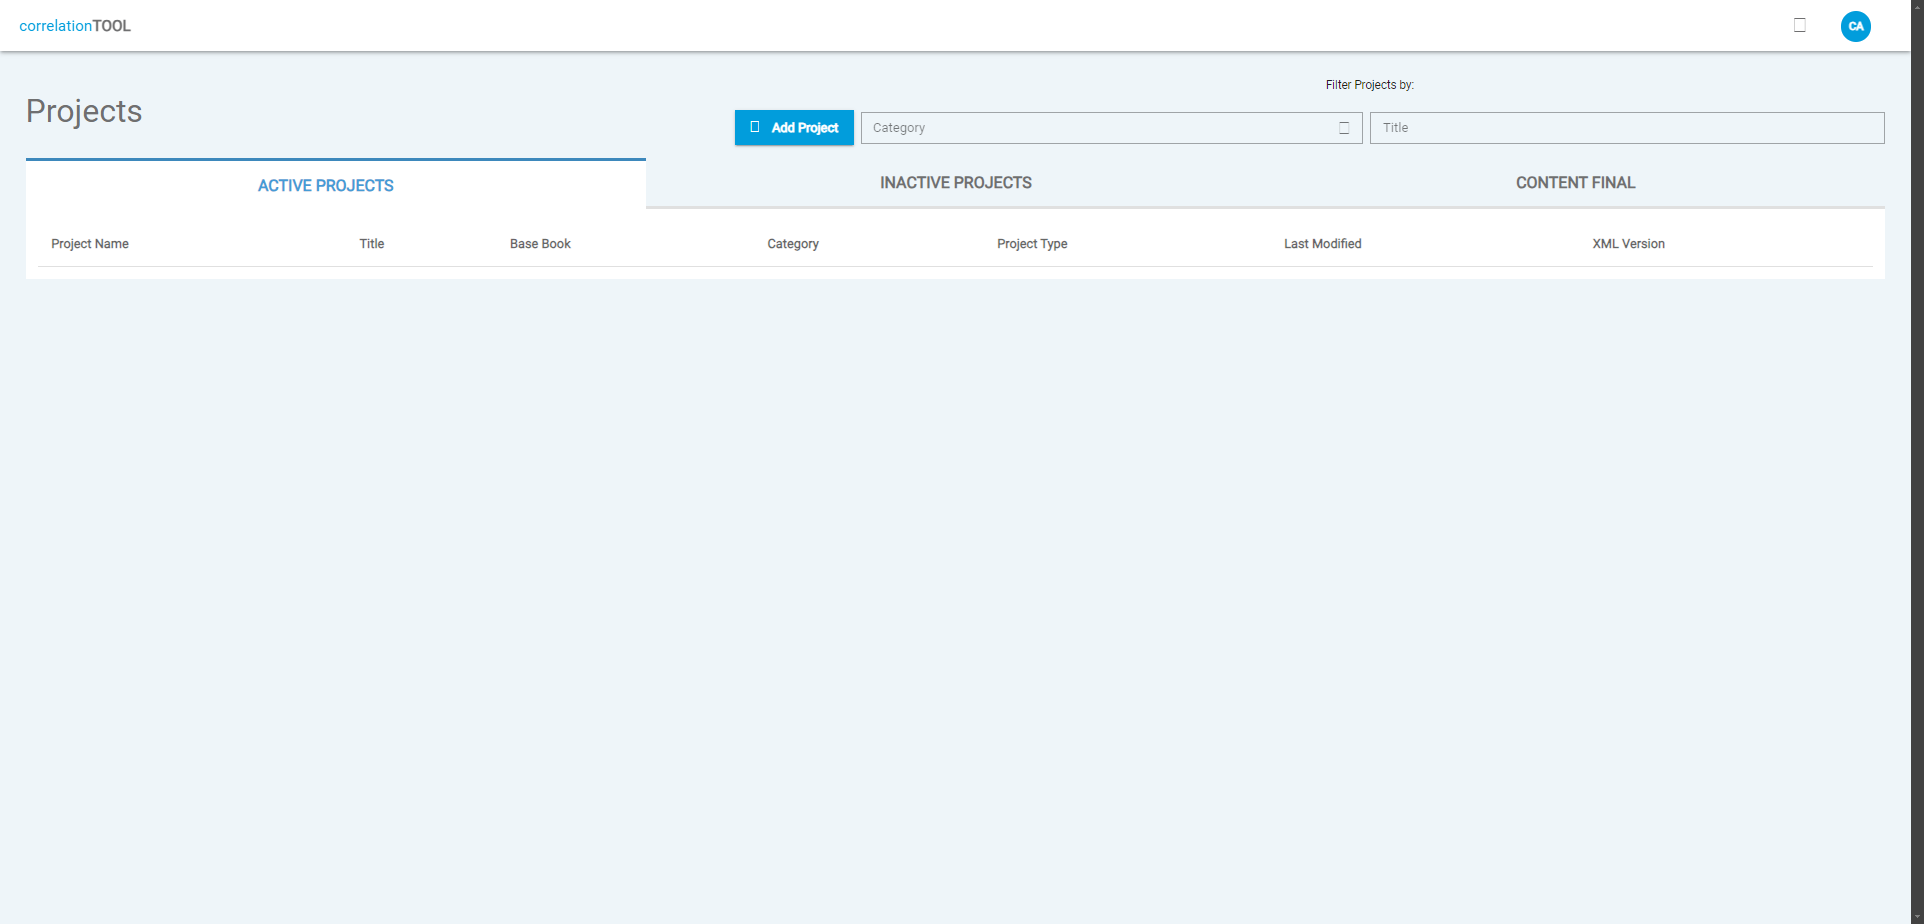 correlationTOOL
CA
Filter Projects by:
Projects
Add Project
Category
Title
ACTIVE PROJECTS
INACTIVE PROJECTS
CONTENT FINAL
Project Name Title Base Book Category Project Type Last Modified XML Version